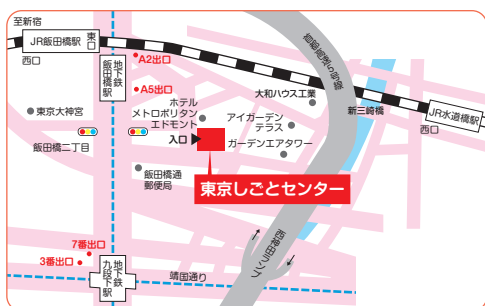 至新宿
JR飯田橋駅
東口
西口
地下鉄
飯田橋駅
A2出口
A5出口
首都高速5号線
大和ハウス工業
新三崎橋
JR水道橋駅
西口
東京大神宮
ホテル
メトロポリタン
エドモント
アイガーデン
テラス
入口
ガーデンエアタワー
飯田橋二丁目
飯田橋通
郵便局
東京しごとセンター
7番出口
3番出口
地下鉄
九段下駅
靖国通り
西神田ランプ